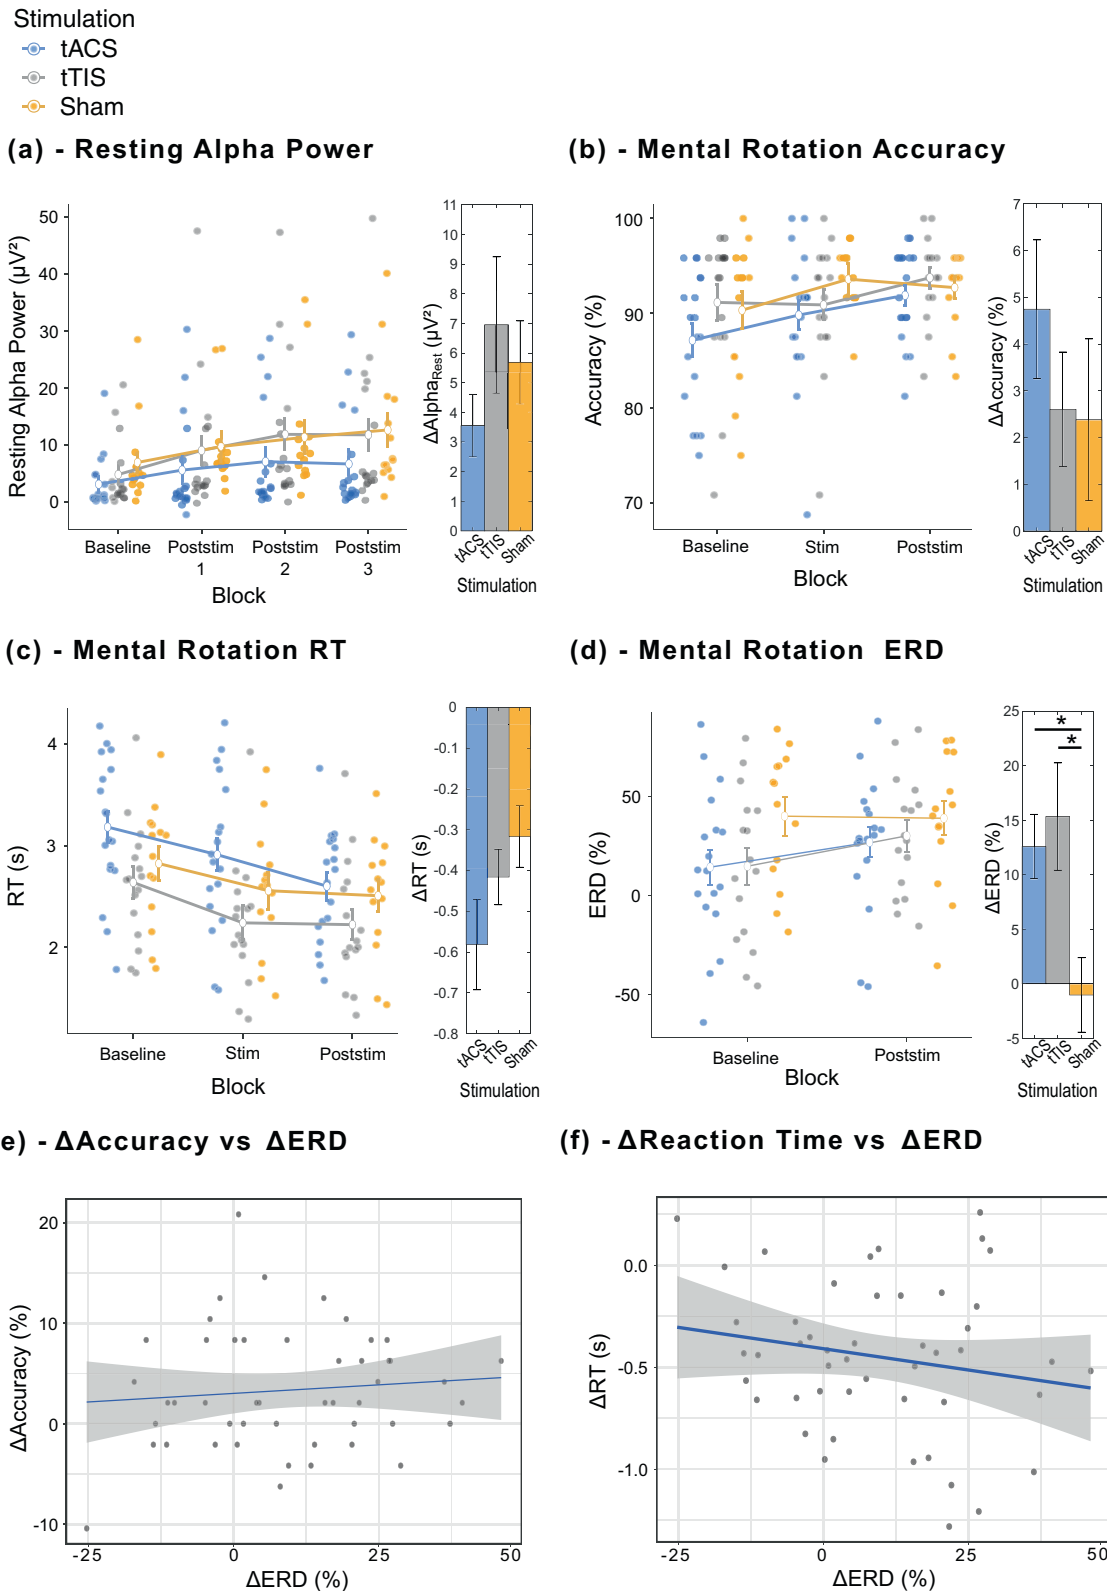 Stimulation
tACS
tTIS
Sham
(a) - Resting Alpha Power
Resting Alpha Power (µV²)
50
40
30
20
10
0
Baseline
Poststim 1
Poststim 2
Poststim 3
Block
ΔAlphaRest (µV²)
11
10
9
8
7
6
5
4
3
2
1
0
tACS
tTIS
Sham
Stimulation
(b) - Mental Rotation Accuracy
Accuracy (%)
100
90
80
70
Baseline
Stim
Poststim
Block
ΔAccuracy (%)
7
6
5
4
3
2
1
0
tACS
tTIS
Sham
Stimulation
(c) - Mental Rotation RT
RT (s)
4
3
2
Baseline
Stim
Poststim
Block
ΔRT (s)
0
-0.1
-0.2
-0.3
-0.4
-0.5
-0.6
-0.7
-0.8
tACS
tTIS
Sham
Stimulation
(d) - Mental Rotation ERD
ERD (%)
50
0
-50
Baseline
Poststim
Block
ΔERD (%)
25
20
15
10
5
0
-5
*
*
tACS
tTIS
Sham
Stimulation
e) - ΔAccuracy vs ΔERD
ΔAccuracy (%)
20
10
0
-10
-25
0
25
50
ΔERD (%)
(f) - ΔReaction Time vs ΔERD
ΔRT (s)
0.0
-0.5
-1.0
-25
0
25
50
ΔERD (%)